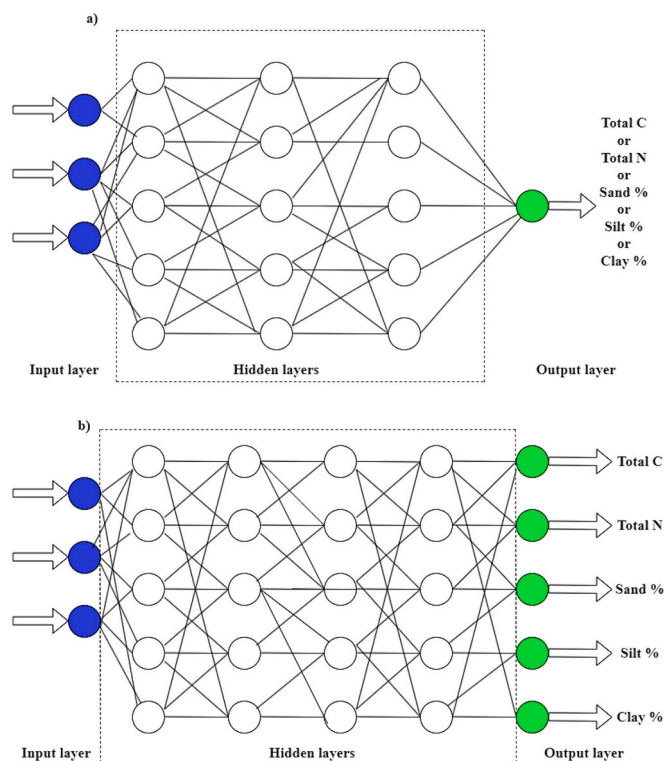 a)
Total C
or
Total N
or
Sand %
or
Silt %
or
Clay %
Input layer
Hidden layers
Output layer
b)
Total C
Total N
Sand %
Silt %
Clay %
Input layer
Hidden layers
Output layer